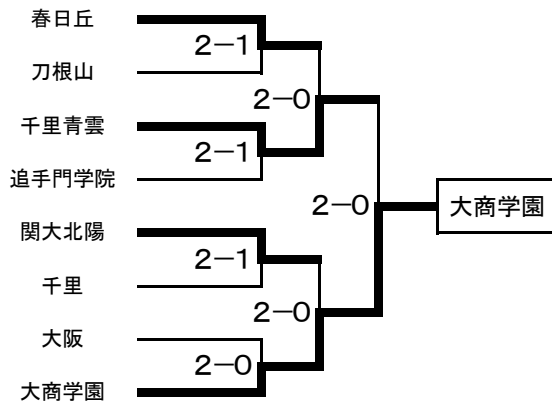 春日丘
2－1
刀根山
2－0
千里青雲
2－1
追手門学院
2－0
大商学園
関大北陽
2－1
千里
2－0
大阪
2－0
大商学園